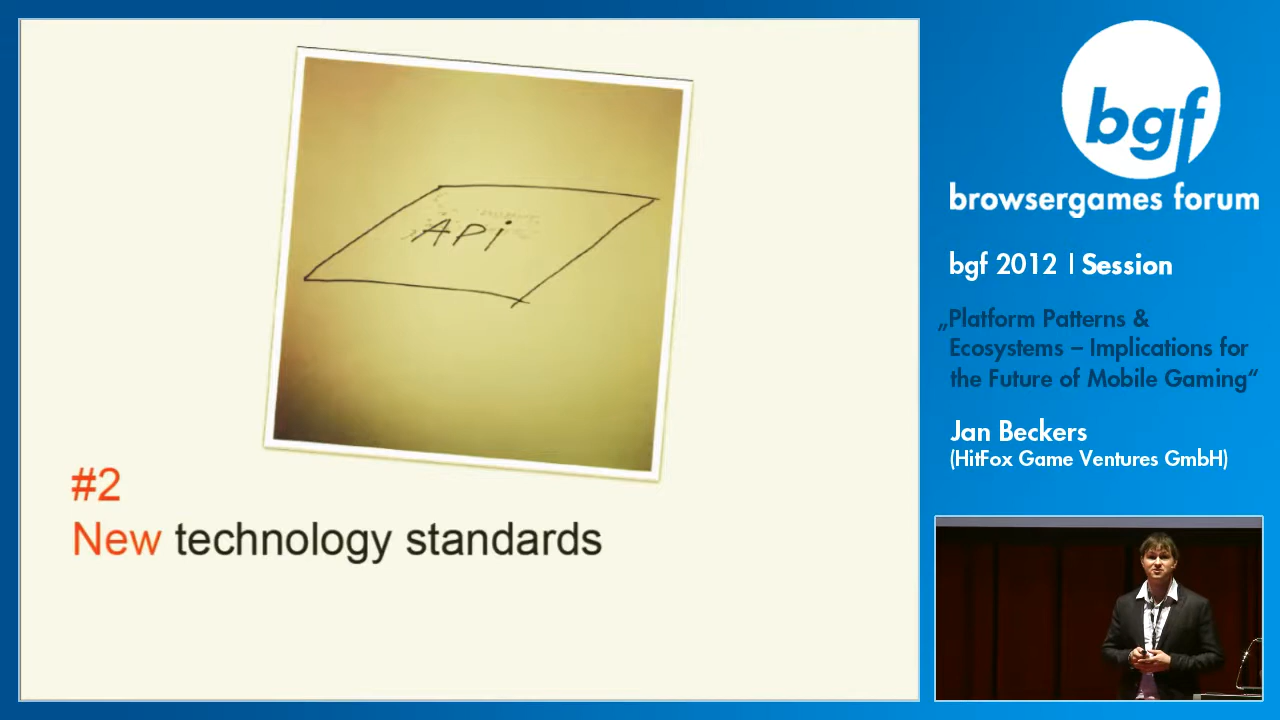 API
#2
New technology standards
bgf
browsergames forum
bgf 2012 | Session
„Platform Patterns &
Ecosystems – Implications for
the Future of Mobile Gaming“
Jan Beckers
(HitFox Game Ventures GmbH)